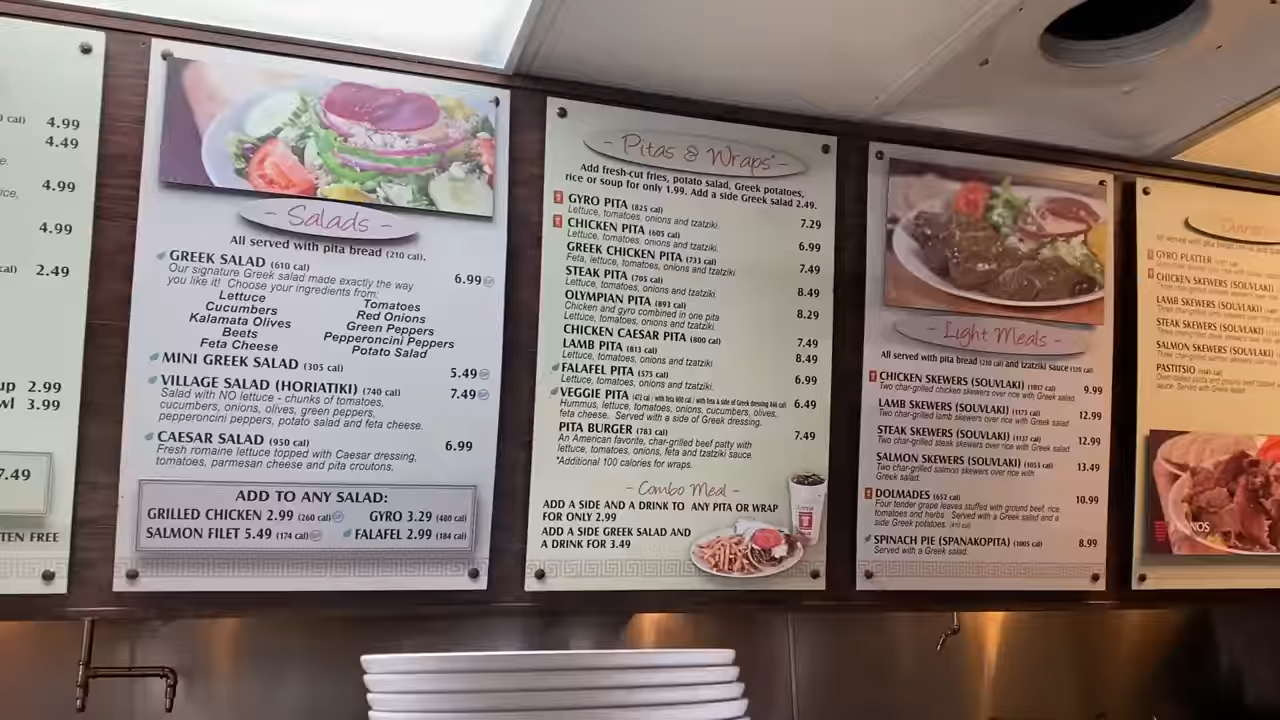 cal) 4.99
4.49
4.99
4.99
cal) 2.49
2.99
3.99
7.49
TEN FREE
- Salads -
All served with pita bread (210 cal).
GREEK SALAD (610 cal) 6.99
Our signature Greek salad made exactly the way
you like it! Choose your ingredients from:
Lettuce Tomatoes
Cucumbers Red Onions
Kalamata Olives Green Peppers
Beets Pepperoncini Peppers
Feta Cheese Potato Salad
MINI GREEK SALAD (305 cal) 5.49
VILLAGE SALAD (HORIATIKI) (740 cal) 7.49
Salad with NO lettuce - chunks of tomatoes,
cucumbers, onions, olives, green peppers,
pepperoncini peppers, potato salad and feta cheese.
CAESAR SALAD (950 cal) 6.99
Fresh romaine lettuce topped with Caesar dressing,
tomatoes, parmesan cheese and pita croutons.
ADD TO ANY SALAD:
GRILLED CHICKEN 2.99 (260 cal) GYRO 3.29 (480 cal)
SALMON FILET 5.49 (174 cal) FALAFEL 2.99 (184 cal)
- Pitas & Wraps* -
Add fresh-cut fries, potato salad, Greek potatoes,
rice or soup for only 1.99. Add a side Greek salad 2.49.
GYRO PITA (825 cal) 7.29
Lettuce, tomatoes, onions and tzatziki.
CHICKEN PITA (605 cal) 6.99
Lettuce, tomatoes, onions and tzatziki.
GREEK CHICKEN PITA (733 cal) 7.49
Feta, lettuce, tomatoes, onions and tzatziki.
STEAK PITA (705 cal) 8.49
Lettuce, tomatoes, onions and tzatziki.
OLYMPIAN PITA (893 cal) 8.29
Chicken and gyro combined in one pita
Lettuce, tomatoes, onions and tzatziki.
CHICKEN CAESAR PITA (800 cal) 7.49
LAMB PITA (813 cal) 8.49
Lettuce, tomatoes, onions and tzatziki
FALAFEL PITA (575 cal) 6.99
Lettuce, tomatoes, onions and tzatziki.
VEGGIE PITA 6.49
Hummus, lettuce, tomatoes, onions, cucumbers, olives,
feta cheese. Served with a side of Greek dressing.
PITA BURGER (783 cal) 7.49
An American favorite, char-grilled beef patty with
lettuce, tomatoes, onions, feta and tzatziki sauce.
*Additional 100 calories for wraps.
- Combo Meal -
ADD A SIDE AND A DRINK TO ANY PITA OR WRAP
FOR ONLY 2.99
ADD A SIDE GREEK SALAD AND
A DRINK FOR 3.49
- Light Meals -
All served with pita bread (210 cal) and tzatziki sauce
CHICKEN SKEWERS (SOUVLAKI) (1017 cal) 9.99
Two char-grilled chicken skewers over rice with Greek salad.
LAMB SKEWERS (SOUVLAKI) (1173 cal) 12.99
Two char-grilled lamb skewers over rice with Greek salad
STEAK SKEWERS (SOUVLAKI) (1137 cal) 12.99
Two char-grilled steak skewers over rice with Greek salad.
SALMON SKEWERS (SOUVLAKI) (1053 cal) 13.49
Two char-grilled salmon skewers over rice with
Greek salad.
DOLMADES (652 cal) 10.99
Four tender grape leaves stuffed with ground beef, rice,
tomatoes and herbs. Served with a Greek salad and a
side Greek potatoes.
SPINACH PIE (SPANAKOPITA) (1005 cal) 8.99
Served with a Greek salad.
GYRO PLATTER
CHICKEN SKEWERS (SOUVLAKI)
LAMB SKEWERS (SOUVLAKI)
STEAK SKEWERS (SOUVLAKI)
SALMON SKEWERS (SOUVLAKI)
PASTITSIO